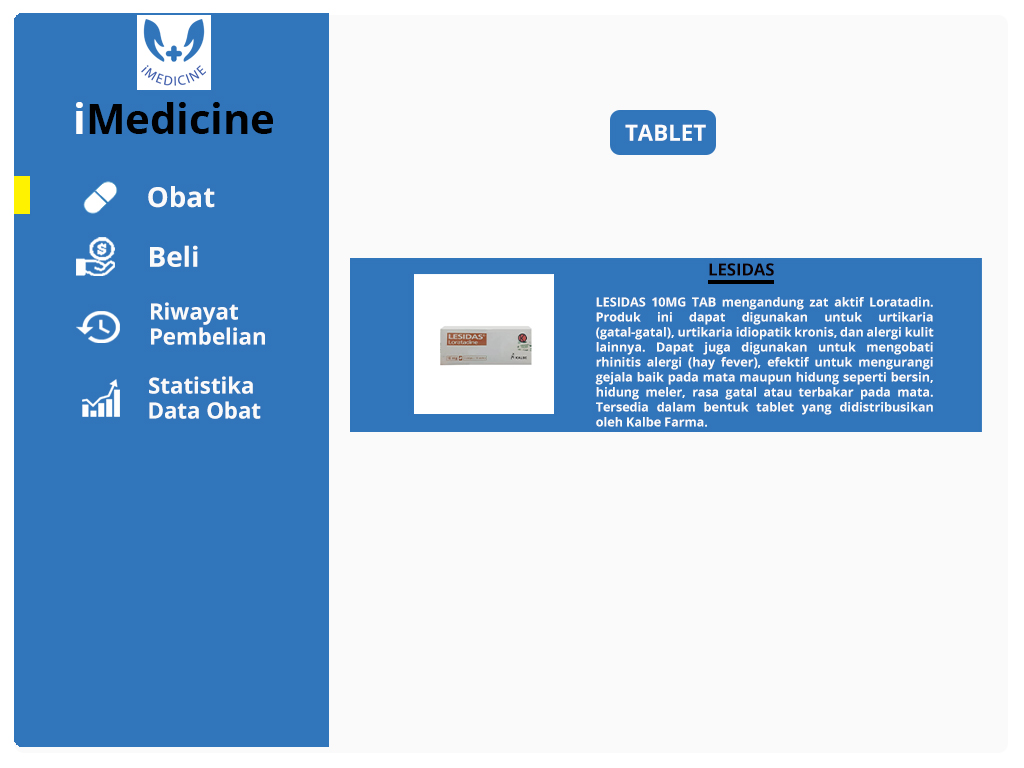 iMEDICINE
iMedicine
Obat
Beli
Riwayat
Pembelian
Statistika
Data Obat
TABLET
LESIDAS
LESIDAS
Loratadine
KALBE
LESIDAS 10MG TAB mengandung zat aktif Loratadin.
Produk ini dapat digunakan untuk urtikaria
(gatal-gatal), urtikaria idiopatik kronis, dan alergi kulit
lainnya. Dapat juga digunakan untuk mengobati
rhinitis alergi (hay fever), efektif untuk mengurangi
gejala baik pada mata maupun hidung seperti bersin,
hidung meler, rasa gatal atau terbakar pada mata.
Tersedia dalam bentuk tablet yang didistribusikan
oleh Kalbe Farma.